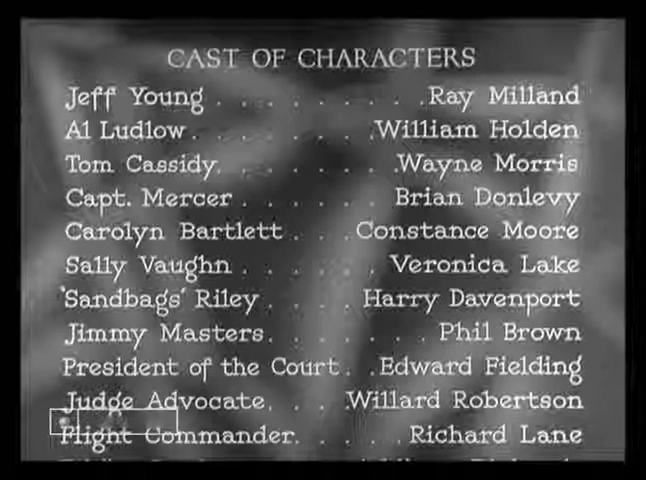 CAST OF CHARACTERS
Jeff Young . . . . . . . . Ray Milland
Al Ludlow . . . . . . . . William Holden
Tom Cassidy . . . . . . . . Wayne Morris
Capt. Mercer . . . . . . Brian Donlevy
Carolyn Bartlett . . . Constance Moore
Sally Vaughn . . . . . . Veronica Lake
'Sandbags' Riley . . . . Harry Davenport
Jimmy Masters . . . . . . . Phil Brown
President of the Court . . Edward Fielding
Judge Advocate . . . . Willard Robertson
Flight Commander . . . . . Richard Lane